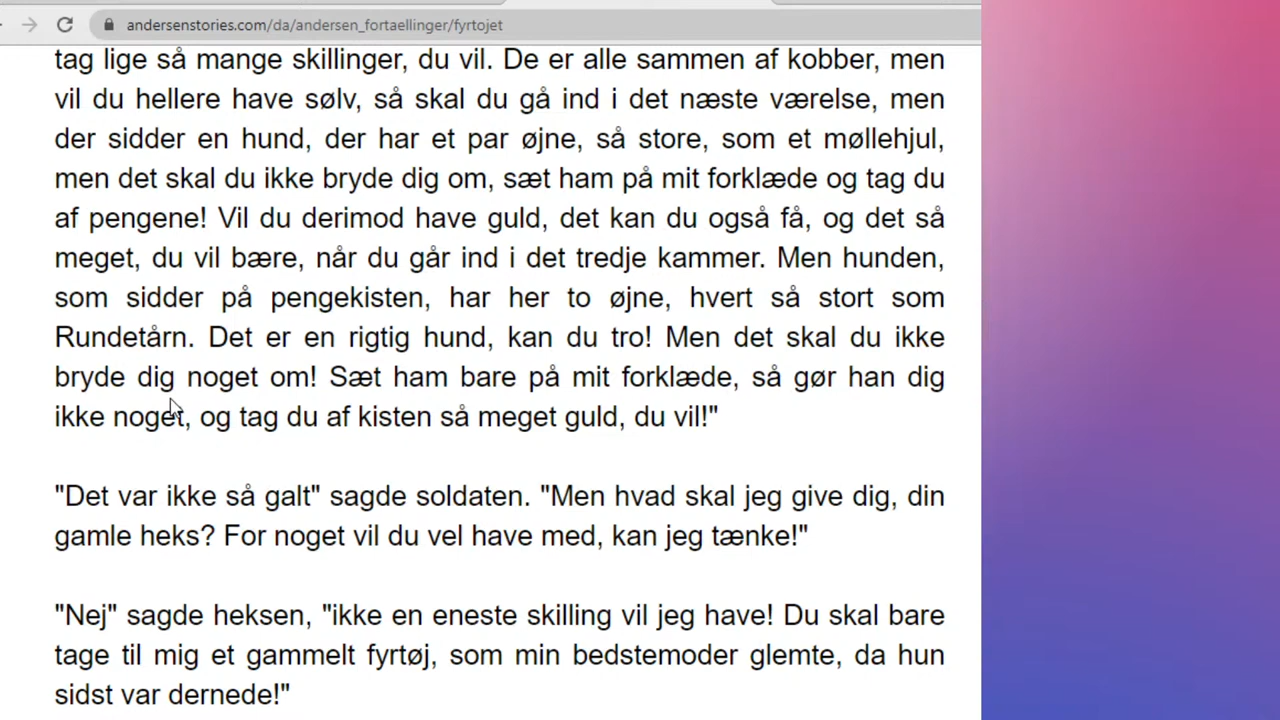 andersenstories.com/da/andersen_fortaellinger/fyrtojet
tag lige så mange skillinger, du vil. De er alle sammen af kobber, men
vil du hellere have sølv, så skal du gå ind i det næste værelse, men
der sidder en hund, der har et par øjne, så store, som et møllehjul,
men det skal du ikke bryde dig om, sæt ham på mit forklæde og tag du
af pengene! Vil du derimod have guld, det kan du også få, og det så
meget, du vil bære, når du går ind i det tredje kammer. Men hunden,
som sidder på pengekisten, har her to øjne, hvert så stort som
Rundetårn. Det er en rigtig hund, kan du tro! Men det skal du ikke
bryde dig noget om! Sæt ham bare på mit forklæde, så gør han dig
ikke noget, og tag du af kisten så meget guld, du vil!"
"Det var ikke så galt" sagde soldaten. "Men hvad skal jeg give dig, din
gamle heks? For noget vil du vel have med, kan jeg tænke!"
"Nej" sagde heksen, "ikke en eneste skilling vil jeg have! Du skal bare
tage til mig et gammelt fyrtøj, som min bedstemoder glemte, da hun
sidst var dernede!"